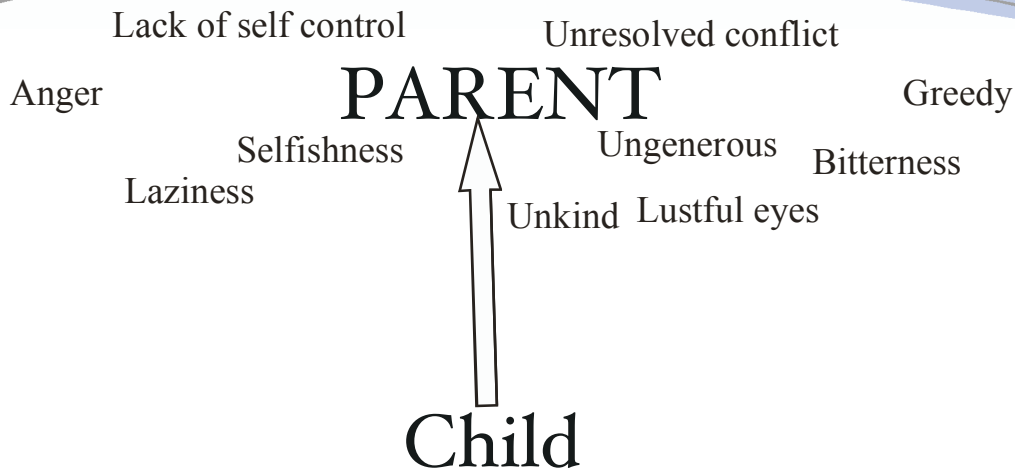 Lack of self control
Unresolved conflict
Anger
PARENT
Greedy
Selfishness
Ungenerous
Bitterness
Laziness
Unkind
Lustful eyes
Child